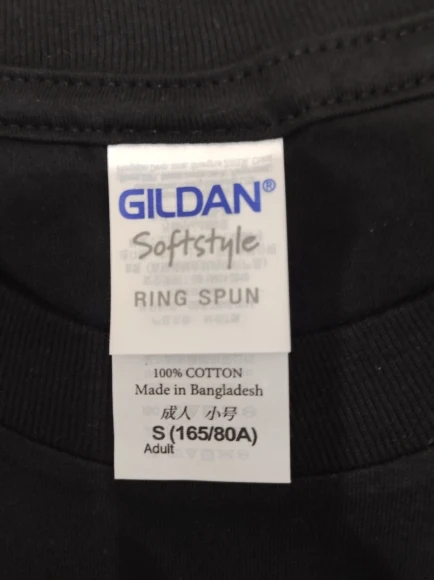 GILDAN®
Softstyle
RING SPUN
100% COTTON
Made in Bangladesh
成人 小号
S (165/80A)
Adult